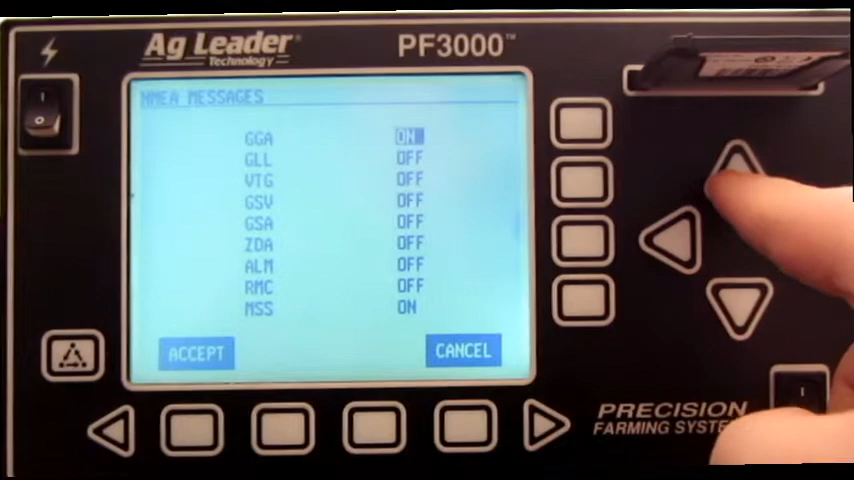 Ag Leader®
Technology
PF3000™
NMEA MESSAGES
GGA ON
GLL OFF
VTG OFF
GSV OFF
GSA OFF
ZDA OFF
ALM OFF
RMC OFF
MSS ON
ACCEPT CANCEL
PRECISION
FARMING